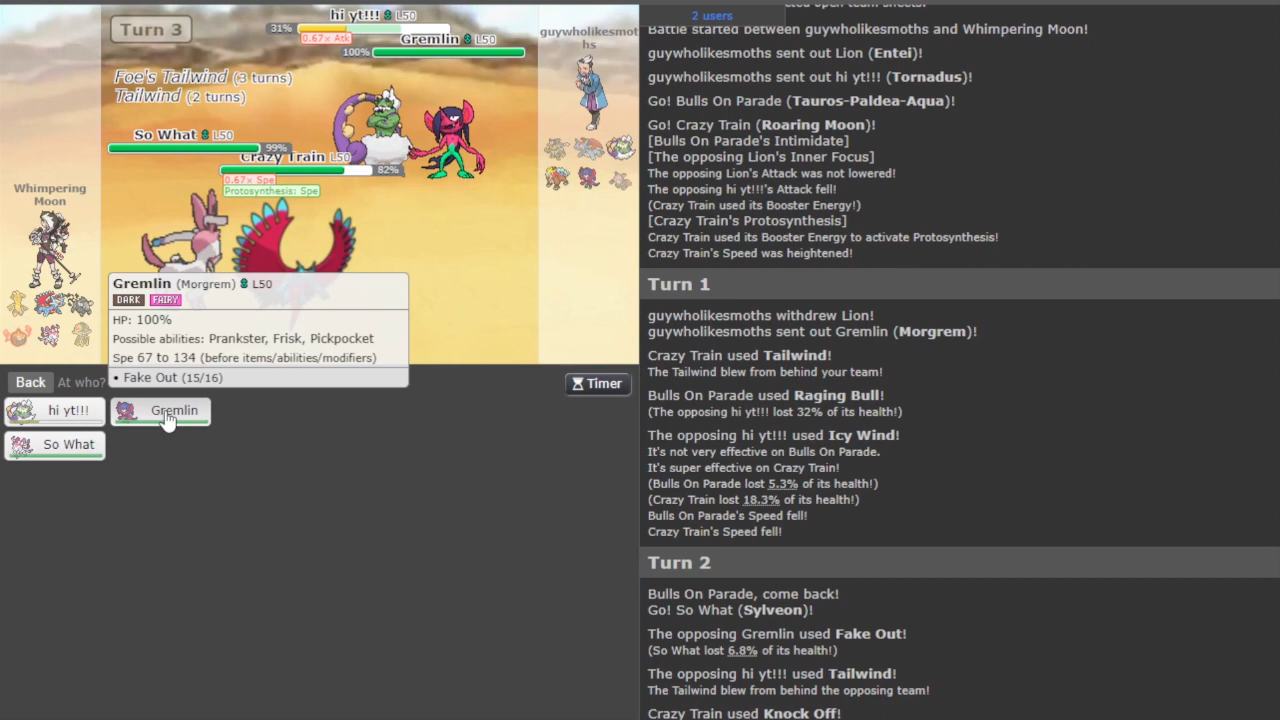 Turn 3
hi yt!!! L50
31%
0.67× Atk
Gremlin L50
100%
guywholikesmot
hs
Foe's Tailwind (3 turns)
Tailwind (2 turns)
So What L50
99%
Crazy Train L50
82%
0.67× Spe
Protosynthesis: Spe
Whimpering
Moon
Gremlin (Morgrem) L50
DARK FAIRY
HP: 100%
Possible abilities: Prankster, Frisk, Pickpocket
Spe 67 to 134 (before items/abilities/modifiers)
• Fake Out (15/16)
Back At who?
Timer
hi yt!!! Gremlin
So What
2 users
Battle started between guywholikesmoths and Whimpering Moon!
guywholikesmoths sent out Lion (Entei)!
guywholikesmoths sent out hi yt!!! (Tornadus)!
Go! Bulls On Parade (Tauros-Paldea-Aqua)!
Go! Crazy Train (Roaring Moon)!
[Bulls On Parade's Intimidate]
[The opposing Lion's Inner Focus]
The opposing Lion's Attack was not lowered!
The opposing hi yt!!!'s Attack fell!
(Crazy Train used its Booster Energy!)
[Crazy Train's Protosynthesis]
Crazy Train used its Booster Energy to activate Protosynthesis!
Crazy Train's Speed was heightened!
Turn 1
guywholikesmoths withdrew Lion!
guywholikesmoths sent out Gremlin (Morgrem)!
Crazy Train used Tailwind!
The Tailwind blew from behind your team!
Bulls On Parade used Raging Bull!
(The opposing hi yt!!! lost 32% of its health!)
The opposing hi yt!!! used Icy Wind!
It's not very effective on Bulls On Parade.
It's super effective on Crazy Train!
(Bulls On Parade lost 5.3% of its health!)
(Crazy Train lost 18.3% of its health!)
Bulls On Parade's Speed fell!
Crazy Train's Speed fell!
Turn 2
Bulls On Parade, come back!
Go! So What (Sylveon)!
The opposing Gremlin used Fake Out!
(So What lost 6.8% of its health!)
The opposing hi yt!!! used Tailwind!
The Tailwind blew from behind the opposing team!
Crazy Train used Knock Off!